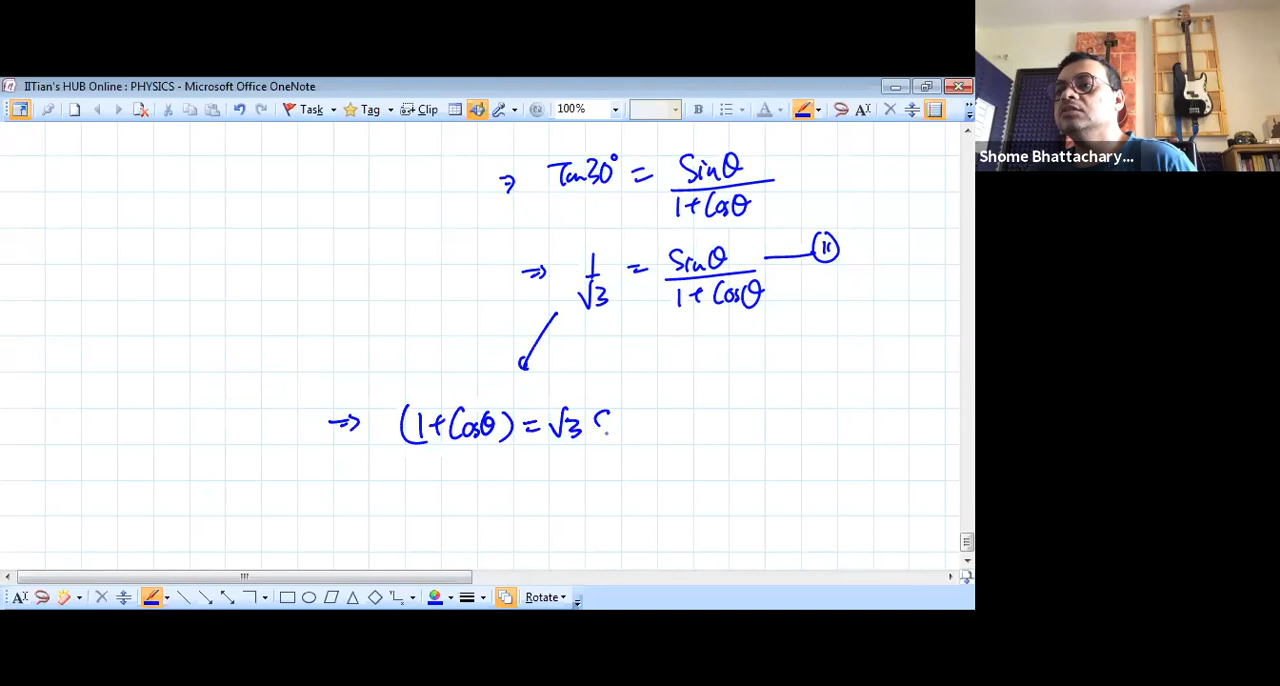 IITian's HUB Online : PHYSICS - Microsoft Office OneNote
Task Tag Clip 100% B A
Shome Bhattachary...
⇒ Tan30° = Sinθ / 1+Cosθ
⇒ 1/√3 = Sinθ / 1+Cosθ — II
⇒ (1+Cosθ) = √3
Rotate